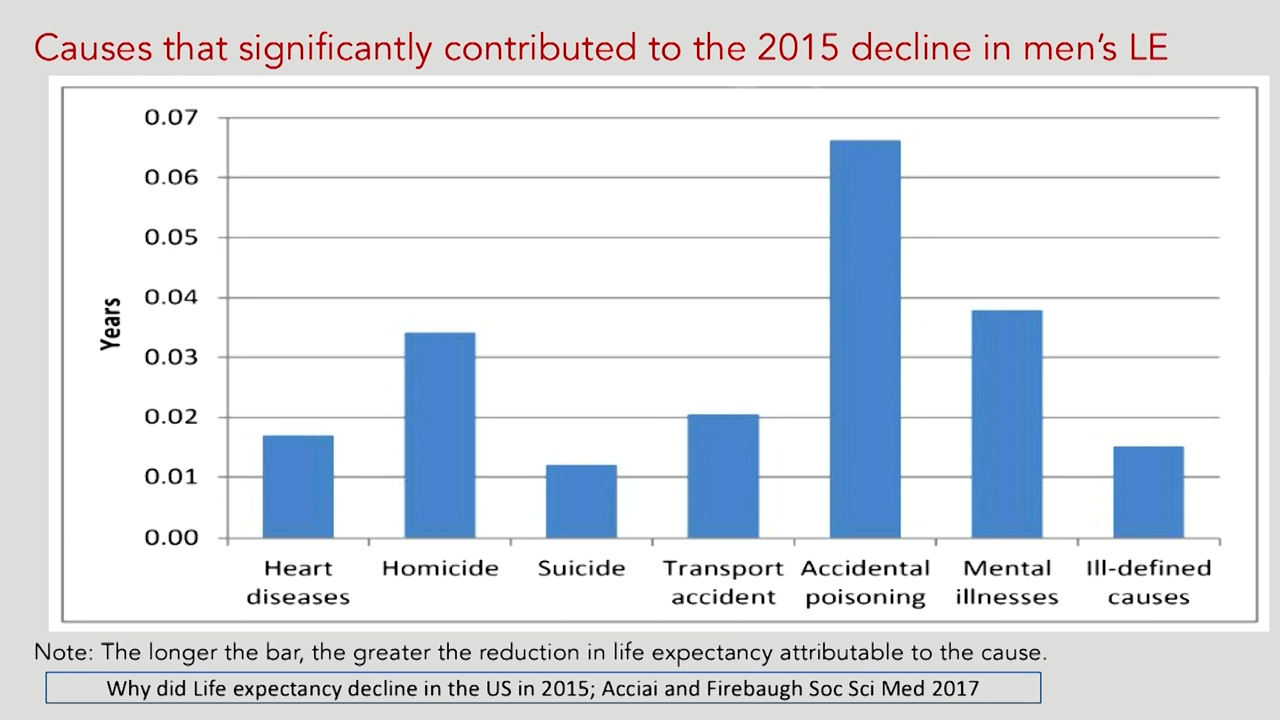 Causes that significantly contributed to the 2015 decline in men’s LE
0.07
0.06
0.05
0.04
0.03
0.02
0.01
0.00
Years
Heart diseases
Homicide
Suicide
Transport accident
Accidental poisoning
Mental illnesses
Ill-defined causes
Note: The longer the bar, the greater the reduction in life expectancy attributable to the cause.
Why did Life expectancy decline in the US in 2015; Acciai and Firebaugh Soc Sci Med 2017